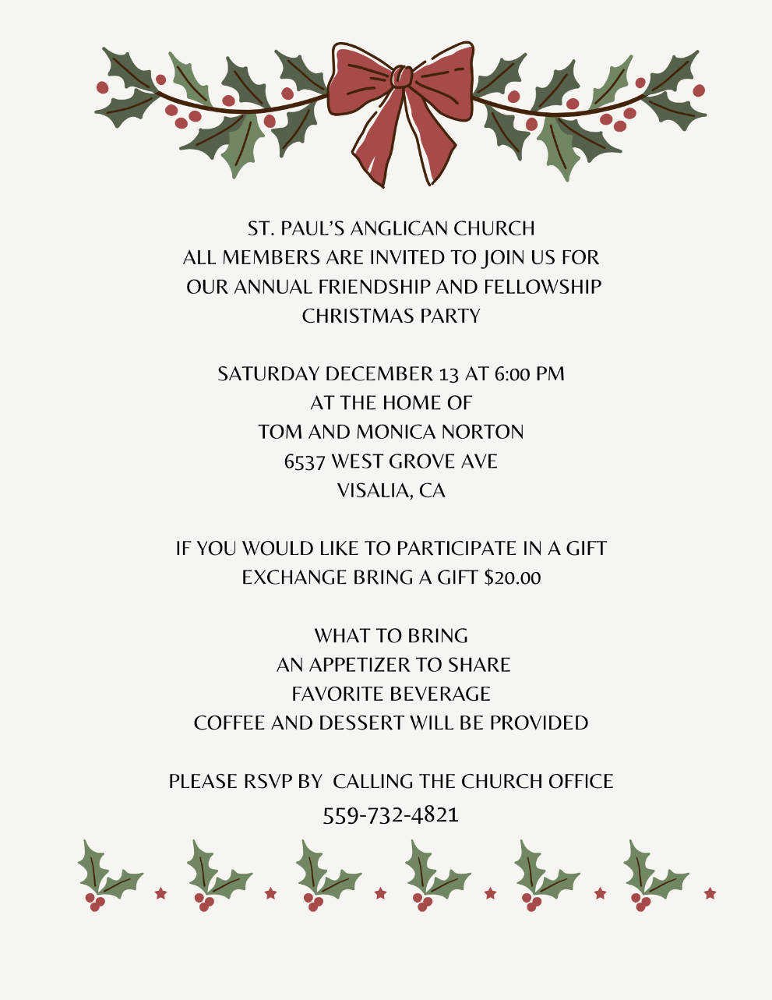 ST. PAUL’S ANGLICAN CHURCH
ALL MEMBERS ARE INVITED TO JOIN US FOR
OUR ANNUAL FRIENDSHIP AND FELLOWSHIP
CHRISTMAS PARTY
SATURDAY DECEMBER 13 AT 6:00 PM
AT THE HOME OF
TOM AND MONICA NORTON
6537 WEST GROVE AVE
VISALIA, CA
IF YOU WOULD LIKE TO PARTICIPATE IN A GIFT
EXCHANGE BRING A GIFT $20.00
WHAT TO BRING
AN APPETIZER TO SHARE
FAVORITE BEVERAGE
COFFEE AND DESSERT WILL BE PROVIDED
PLEASE RSVP BY  CALLING THE CHURCH OFFICE
559-732-4821